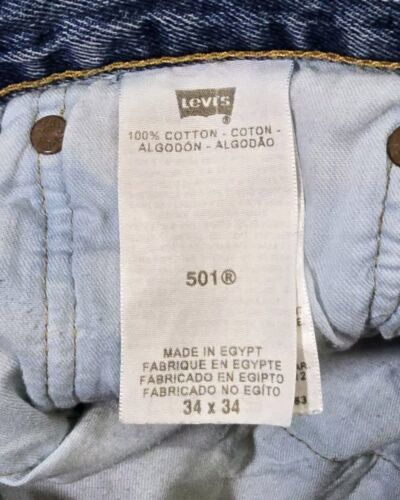 Levi's
®
100% COTTON - COTON -
ALGODÓN - ALGODÃO
501®
MADE IN EGYPT
FABRIQUE EN EGYPTE
FABRICADO EN EGIPTO
FABRICADO NO EGÍTO
34 x 34